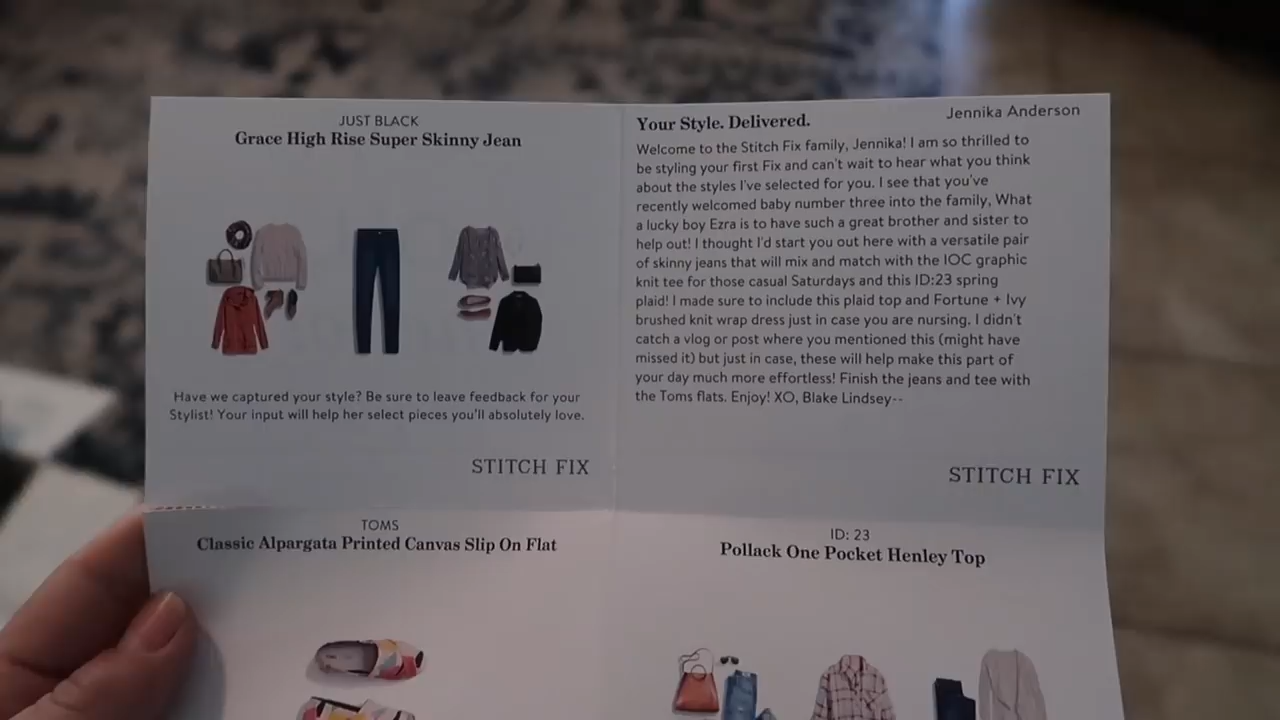 JUST BLACK
Grace High Rise Super Skinny Jean
Have we captured your style? Be sure to leave feedback for your
Stylist! Your input will help her select pieces you'll absolutely love.
STITCH FIX
Jennika Anderson
Your Style. Delivered.
Welcome to the Stitch Fix family, Jennika! I am so thrilled to
be styling your first Fix and can't wait to hear what you think
about the styles I've selected for you. I see that you've
recently welcomed baby number three into the family, What
a lucky boy Ezra is to have such a great brother and sister to
help out! I thought I'd start you out here with a versatile pair
of skinny jeans that will mix and match with the IOC graphic
knit tee for those casual Saturdays and this ID:23 spring
plaid! I made sure to include this plaid top and Fortune + Ivy
brushed knit wrap dress just in case you are nursing. I didn't
catch a vlog or post where you mentioned this (might have
missed it) but just in case, these will help make this part of
your day much more effortless! Finish the jeans and tee with
the Toms flats. Enjoy! XO, Blake Lindsey--
STITCH FIX
TOMS
Classic Alpargata Printed Canvas Slip On Flat
ID: 23
Pollack One Pocket Henley Top